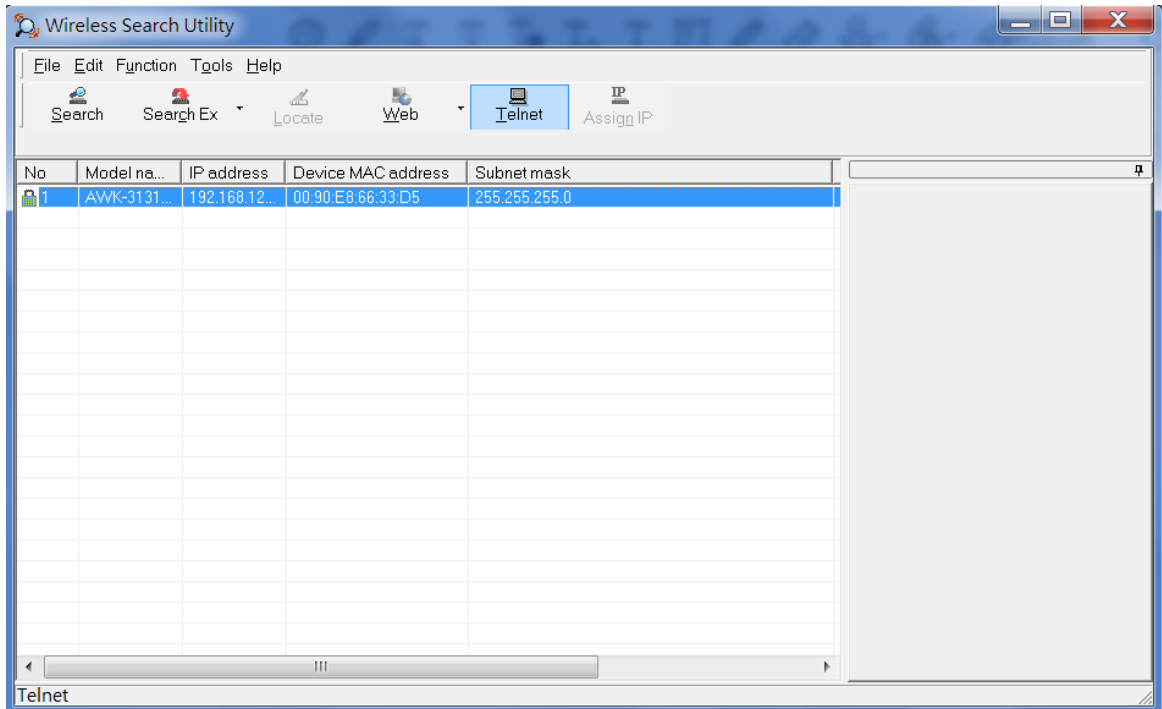 Wireless Search Utility
File Edit Function Tools Help
Search Search Ex Locate Web Telnet Assign IP
No Model na... IP address Device MAC address Subnet mask
1 AWK-3131... 192.168.12... 00:90:E8:66:33:D5 255.255.255.0
Telnet